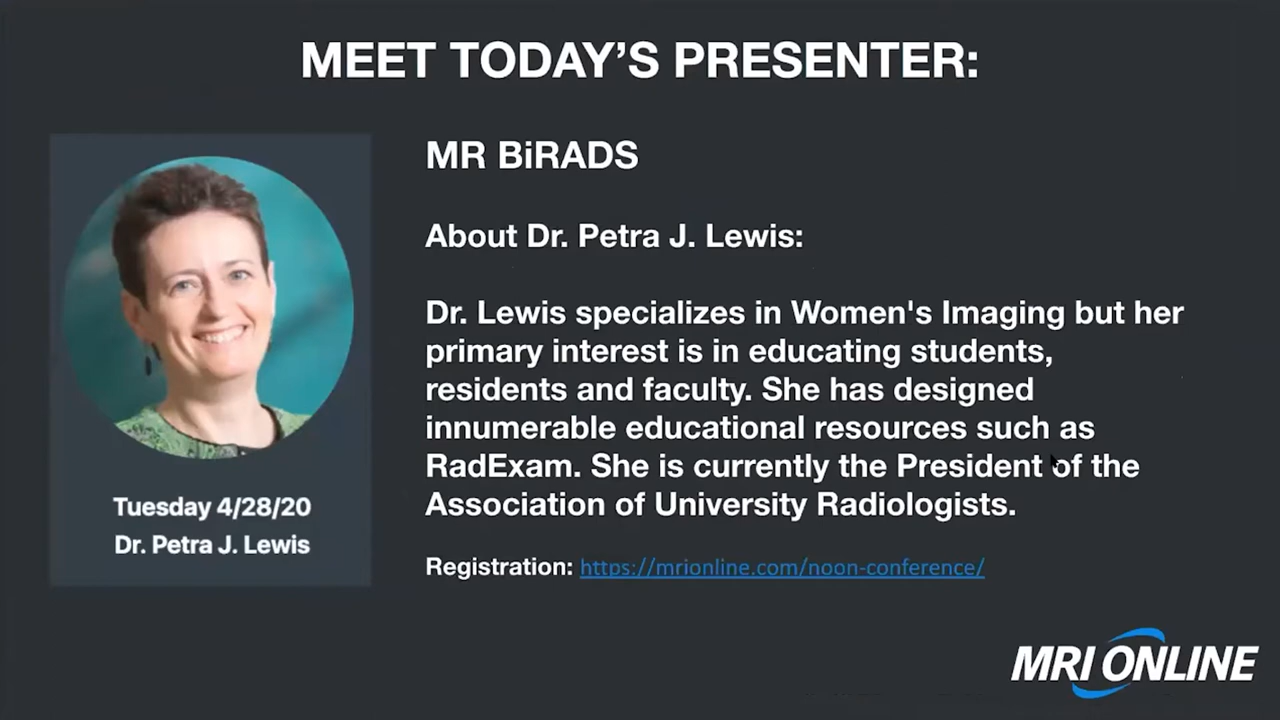 MEET TODAY’S PRESENTER:
MR BiRADS
About Dr. Petra J. Lewis:
Dr. Lewis specializes in Women's Imaging but her
primary interest is in educating students,
residents and faculty. She has designed
innumerable educational resources such as
RadExam. She is currently the President of the
Association of University Radiologists.
Registration: https://mrionline.com/noon-conference/
Tuesday 4/28/20
Dr. Petra J. Lewis
MRI ONLINE